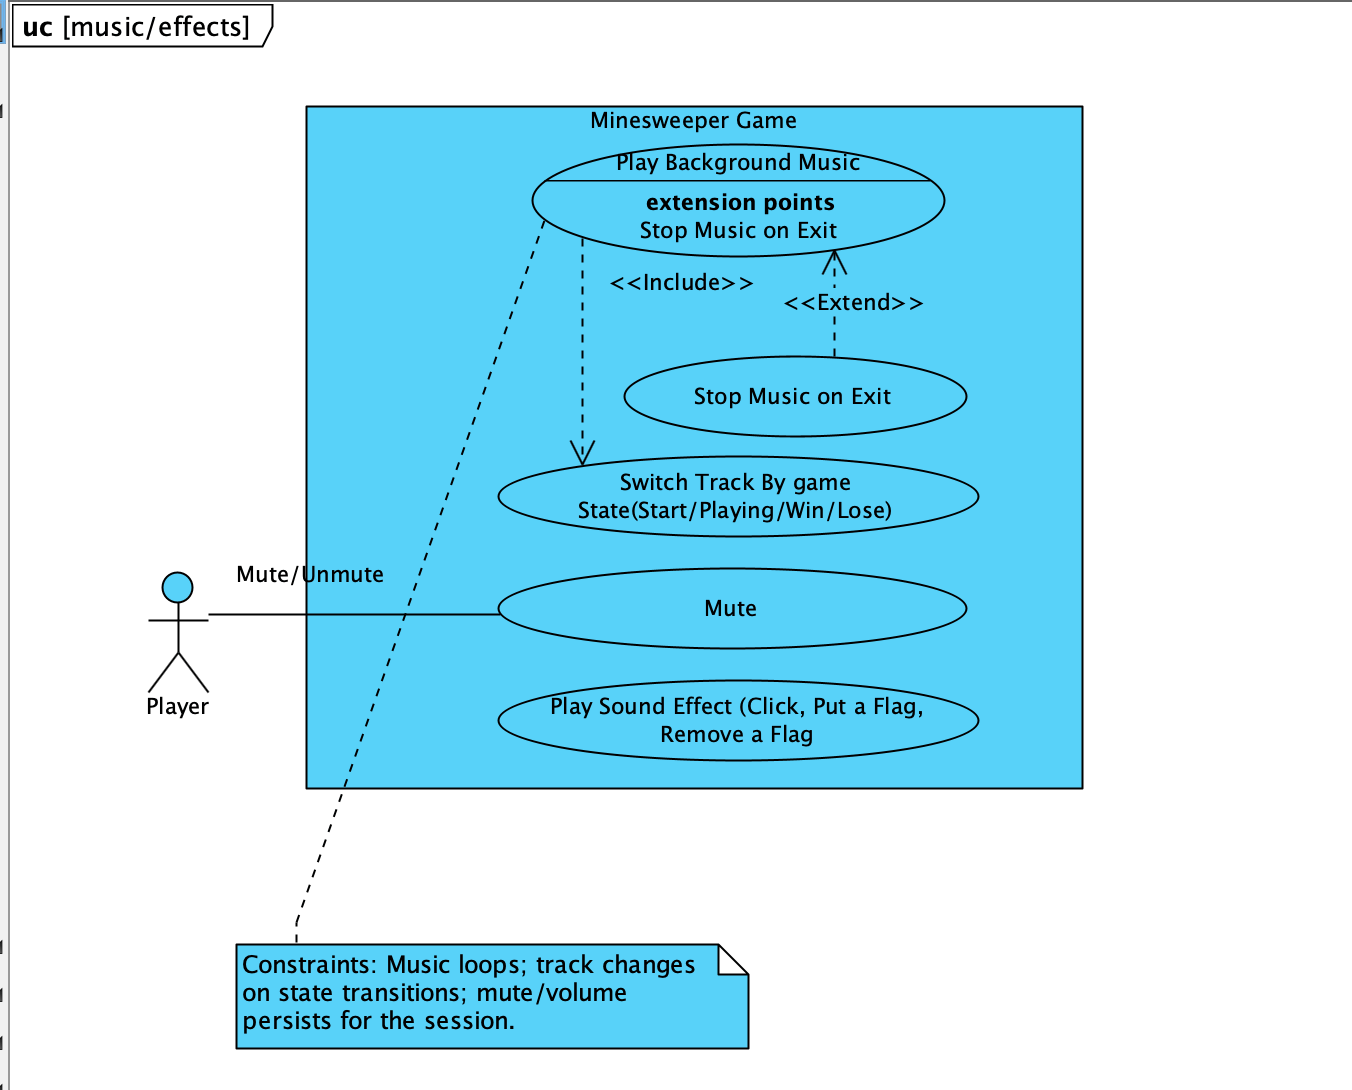 uc [music/effects]
Minesweeper Game
Play Background Music
extension points
Stop Music on Exit
<<Include>>
<<Extend>>
Stop Music on Exit
Switch Track By game
State(Start/Playing/Win/Lose)
Mute/Unmute
Mute
Player
Play Sound Effect (Click, Put a Flag,
Remove a Flag
Constraints: Music loops; track changes
on state transitions; mute/volume
persists for the session.